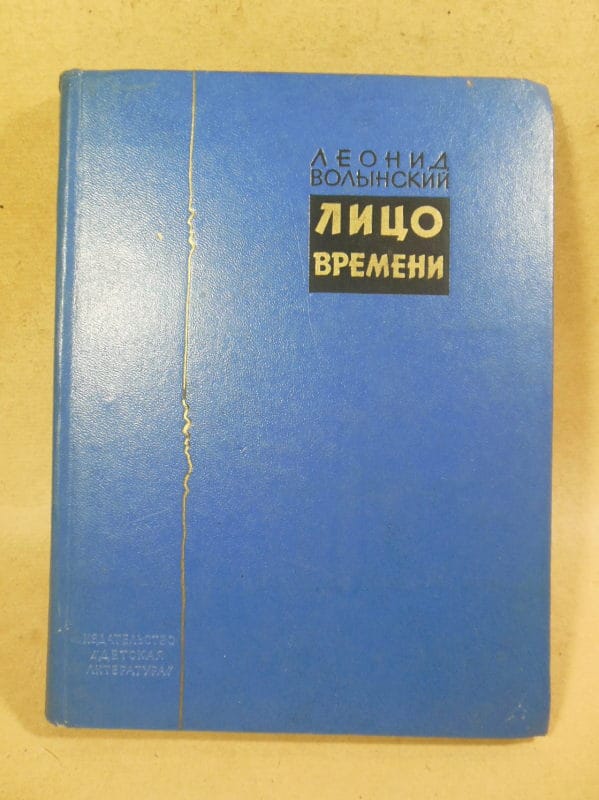 ЛЕОНИД
ВОЛЫНСКИЙ
ЛИЦО
ВРЕМЕНИ
ИЗДАТЕЛЬСТВО
«ДЕТСКАЯ
ЛИТЕРАТУРА»